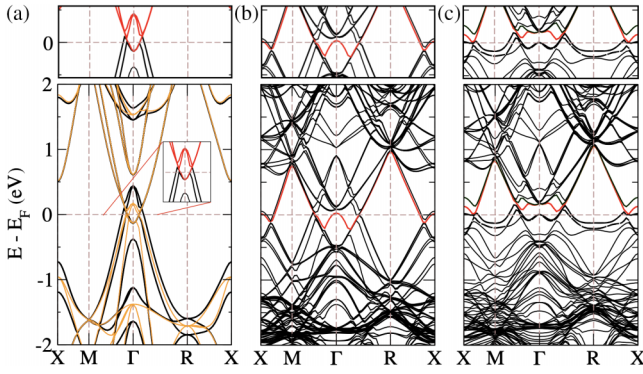 (a) (b) (c)
0
2
1
0
-1
-2
E - E_F (eV)
X M Γ R X X M Γ R X X M Γ R X